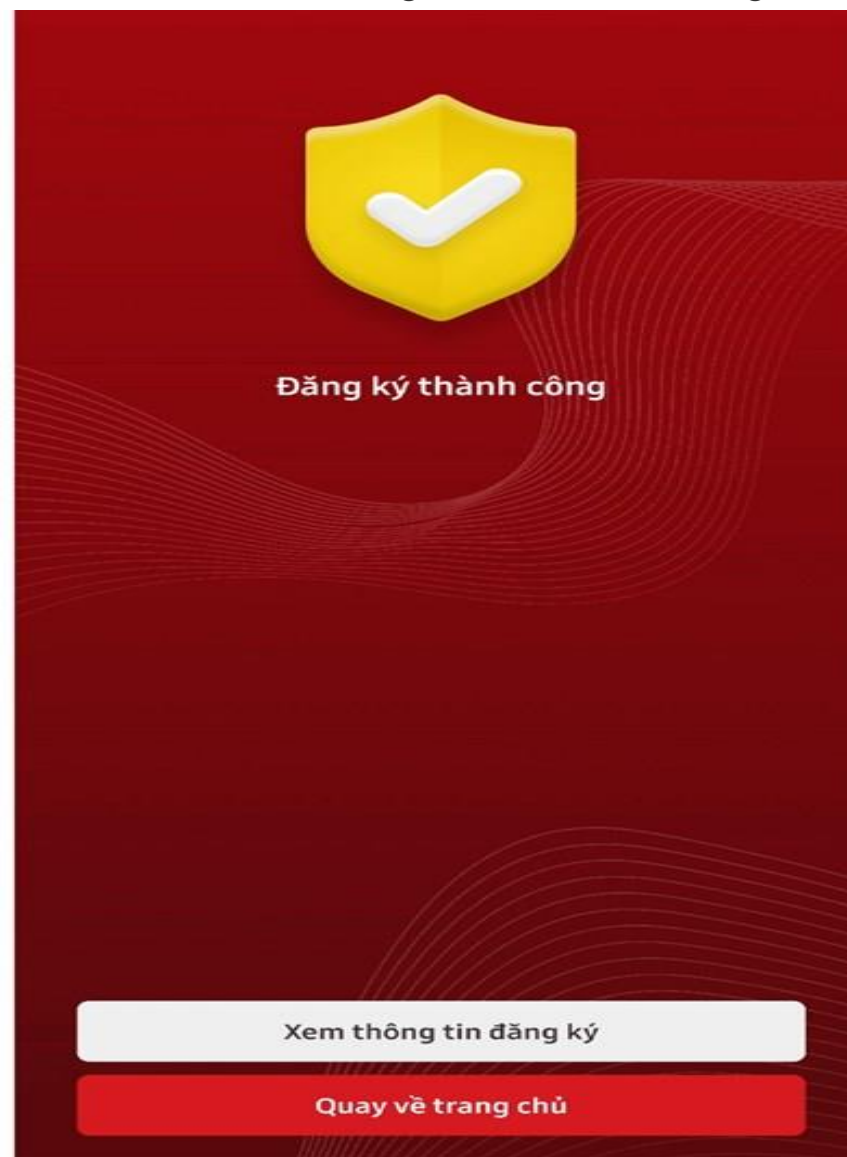 Đăng ký thành công
Xem thông tin đăng ký
Quay về trang chủ